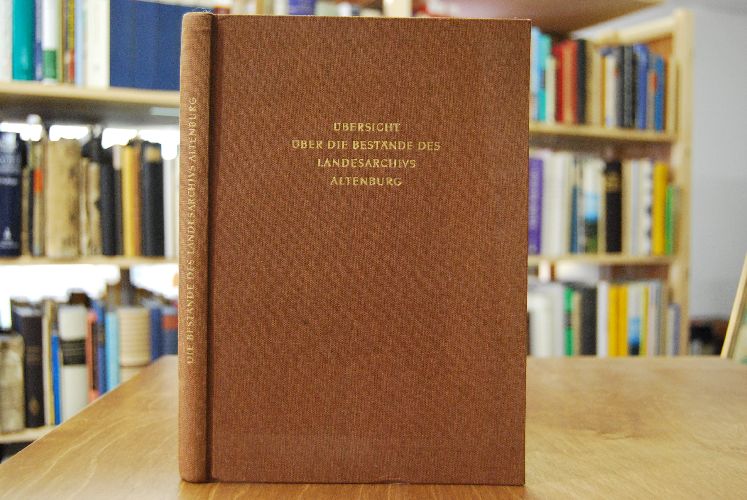 ÜBERSICHT
ÜBER DIE BESTÄNDE DES
LANDESARCHIVS
ALTENBURG
DIE BESTÄNDE DES LANDESARCHIVS ALTENBURG